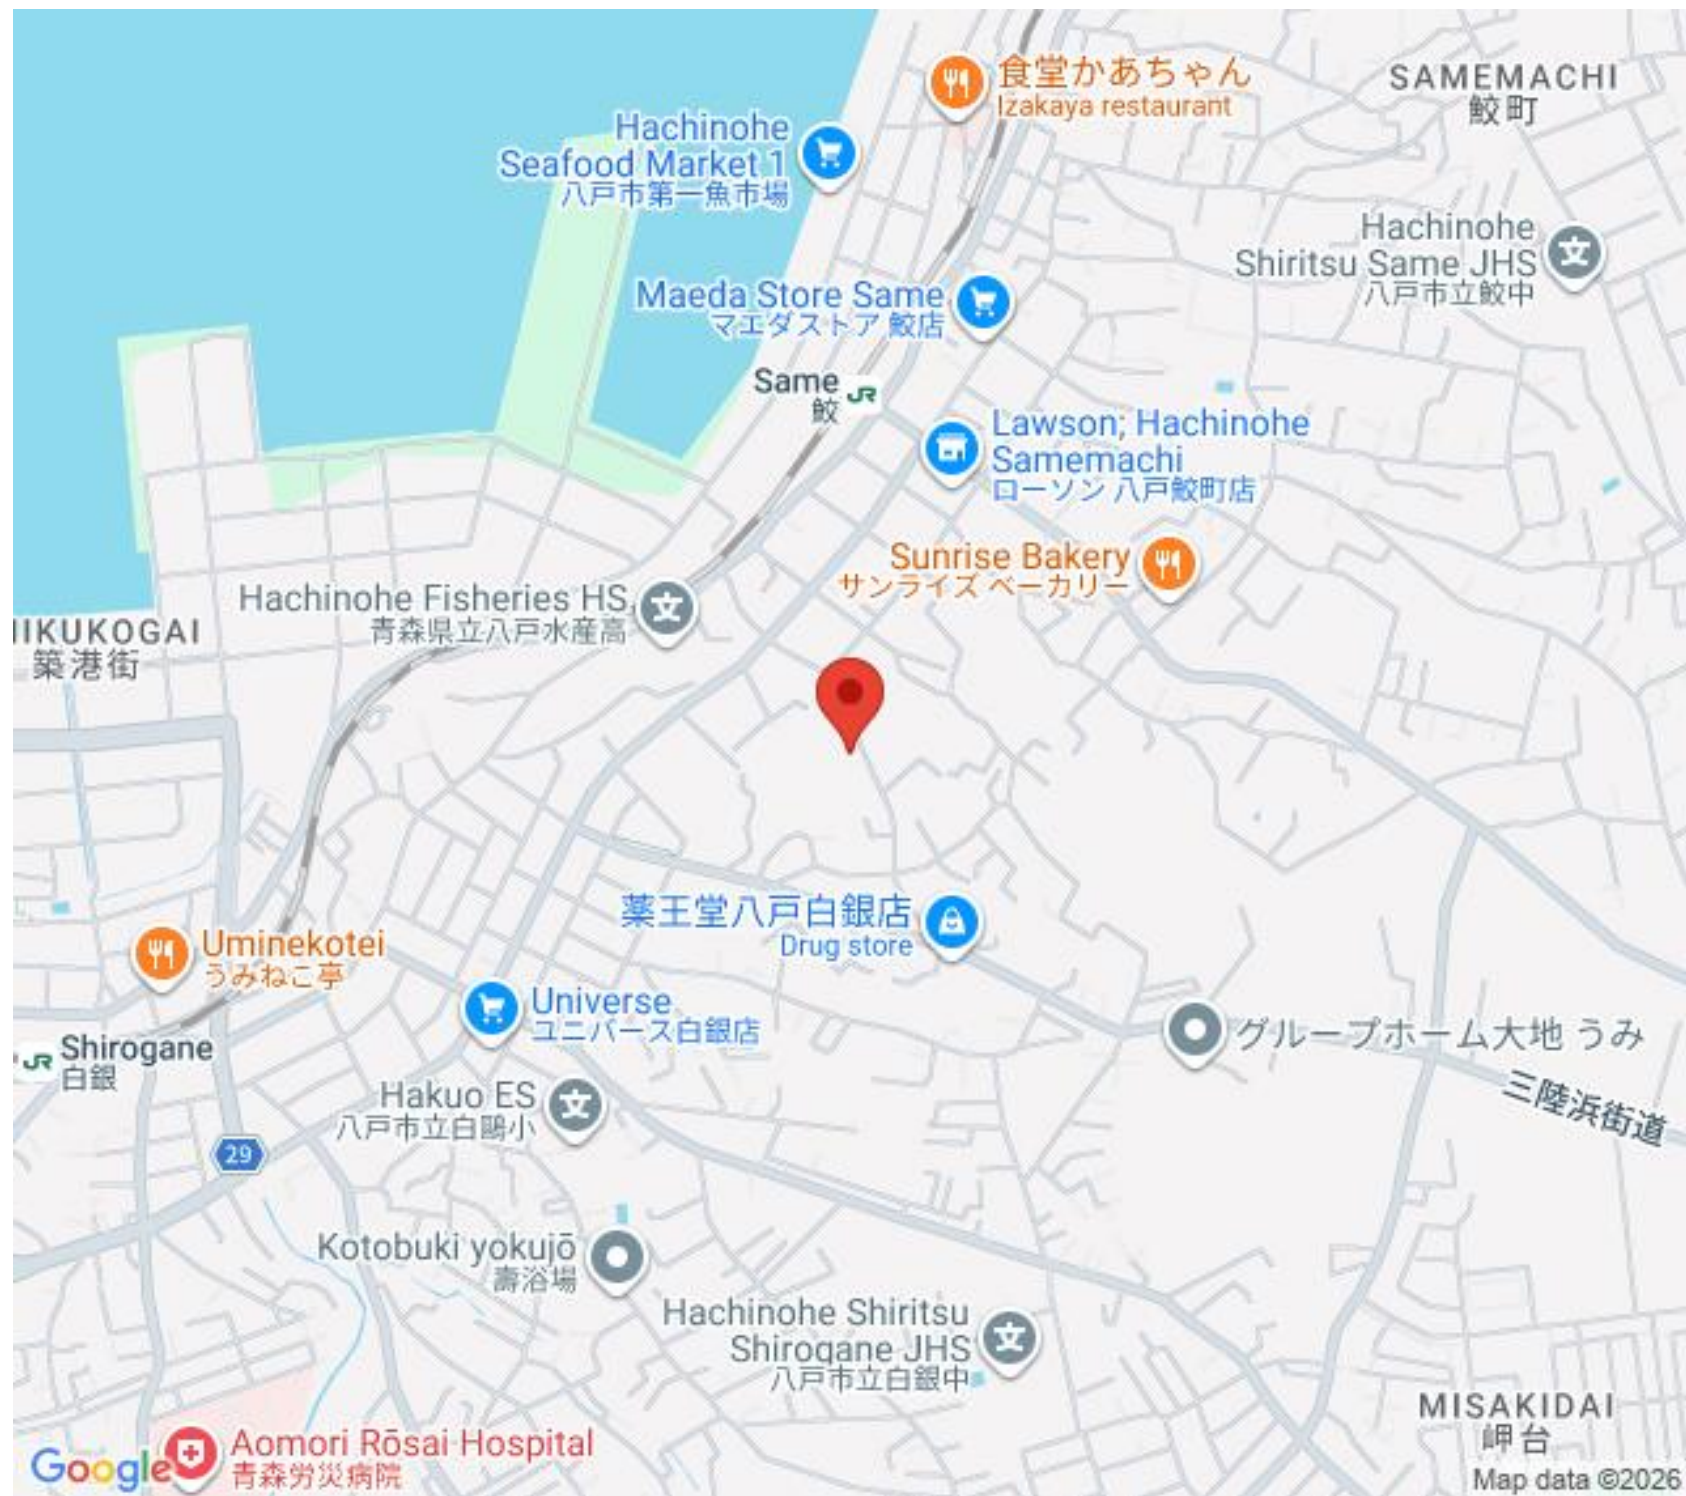 食堂かあちゃん
Izakaya restaurant
SAMEMACHI
鮫町
Hachinohe
Seafood Market 1
八戸市第一魚市場
Hachinohe
Shiritsu Same JHS
八戸市立鮫中
Maeda Store Same
マエダストア 鮫店
Same
鮫
JR
Lawson; Hachinohe
Samemachi
ローソン 八戸鮫町店
Sunrise Bakery
サンライズ ベーカリー
Hachinohe Fisheries HS
青森県立八戸水産高
IIKUKOGAI
築港街
薬王堂八戸白銀店
Drug store
Uminekotei
うみねこ亭
Universe
ユニバース白銀店
グループホーム大地 うみ
JR
Shirogane
白銀
Hakuo ES
八戸市立白鷗小
三陸浜街道
29
Kotobuki yokujō
壽浴場
Hachinohe Shiritsu
Shirogane JHS
八戸市立白銀中
MISAKIDAI
岬台
Aomori Rōsai Hospital
青森労災病院
Google
Map data ©2026